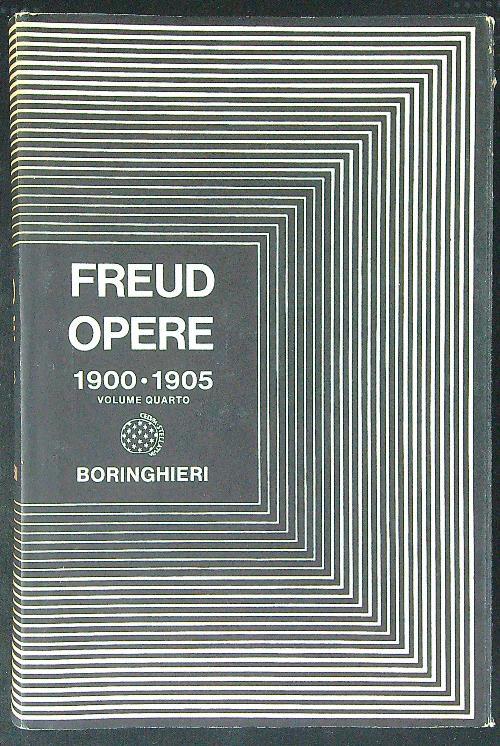 FREUD
OPERE
1900 • 1905
VOLUME QUARTO
BORINGHIERI